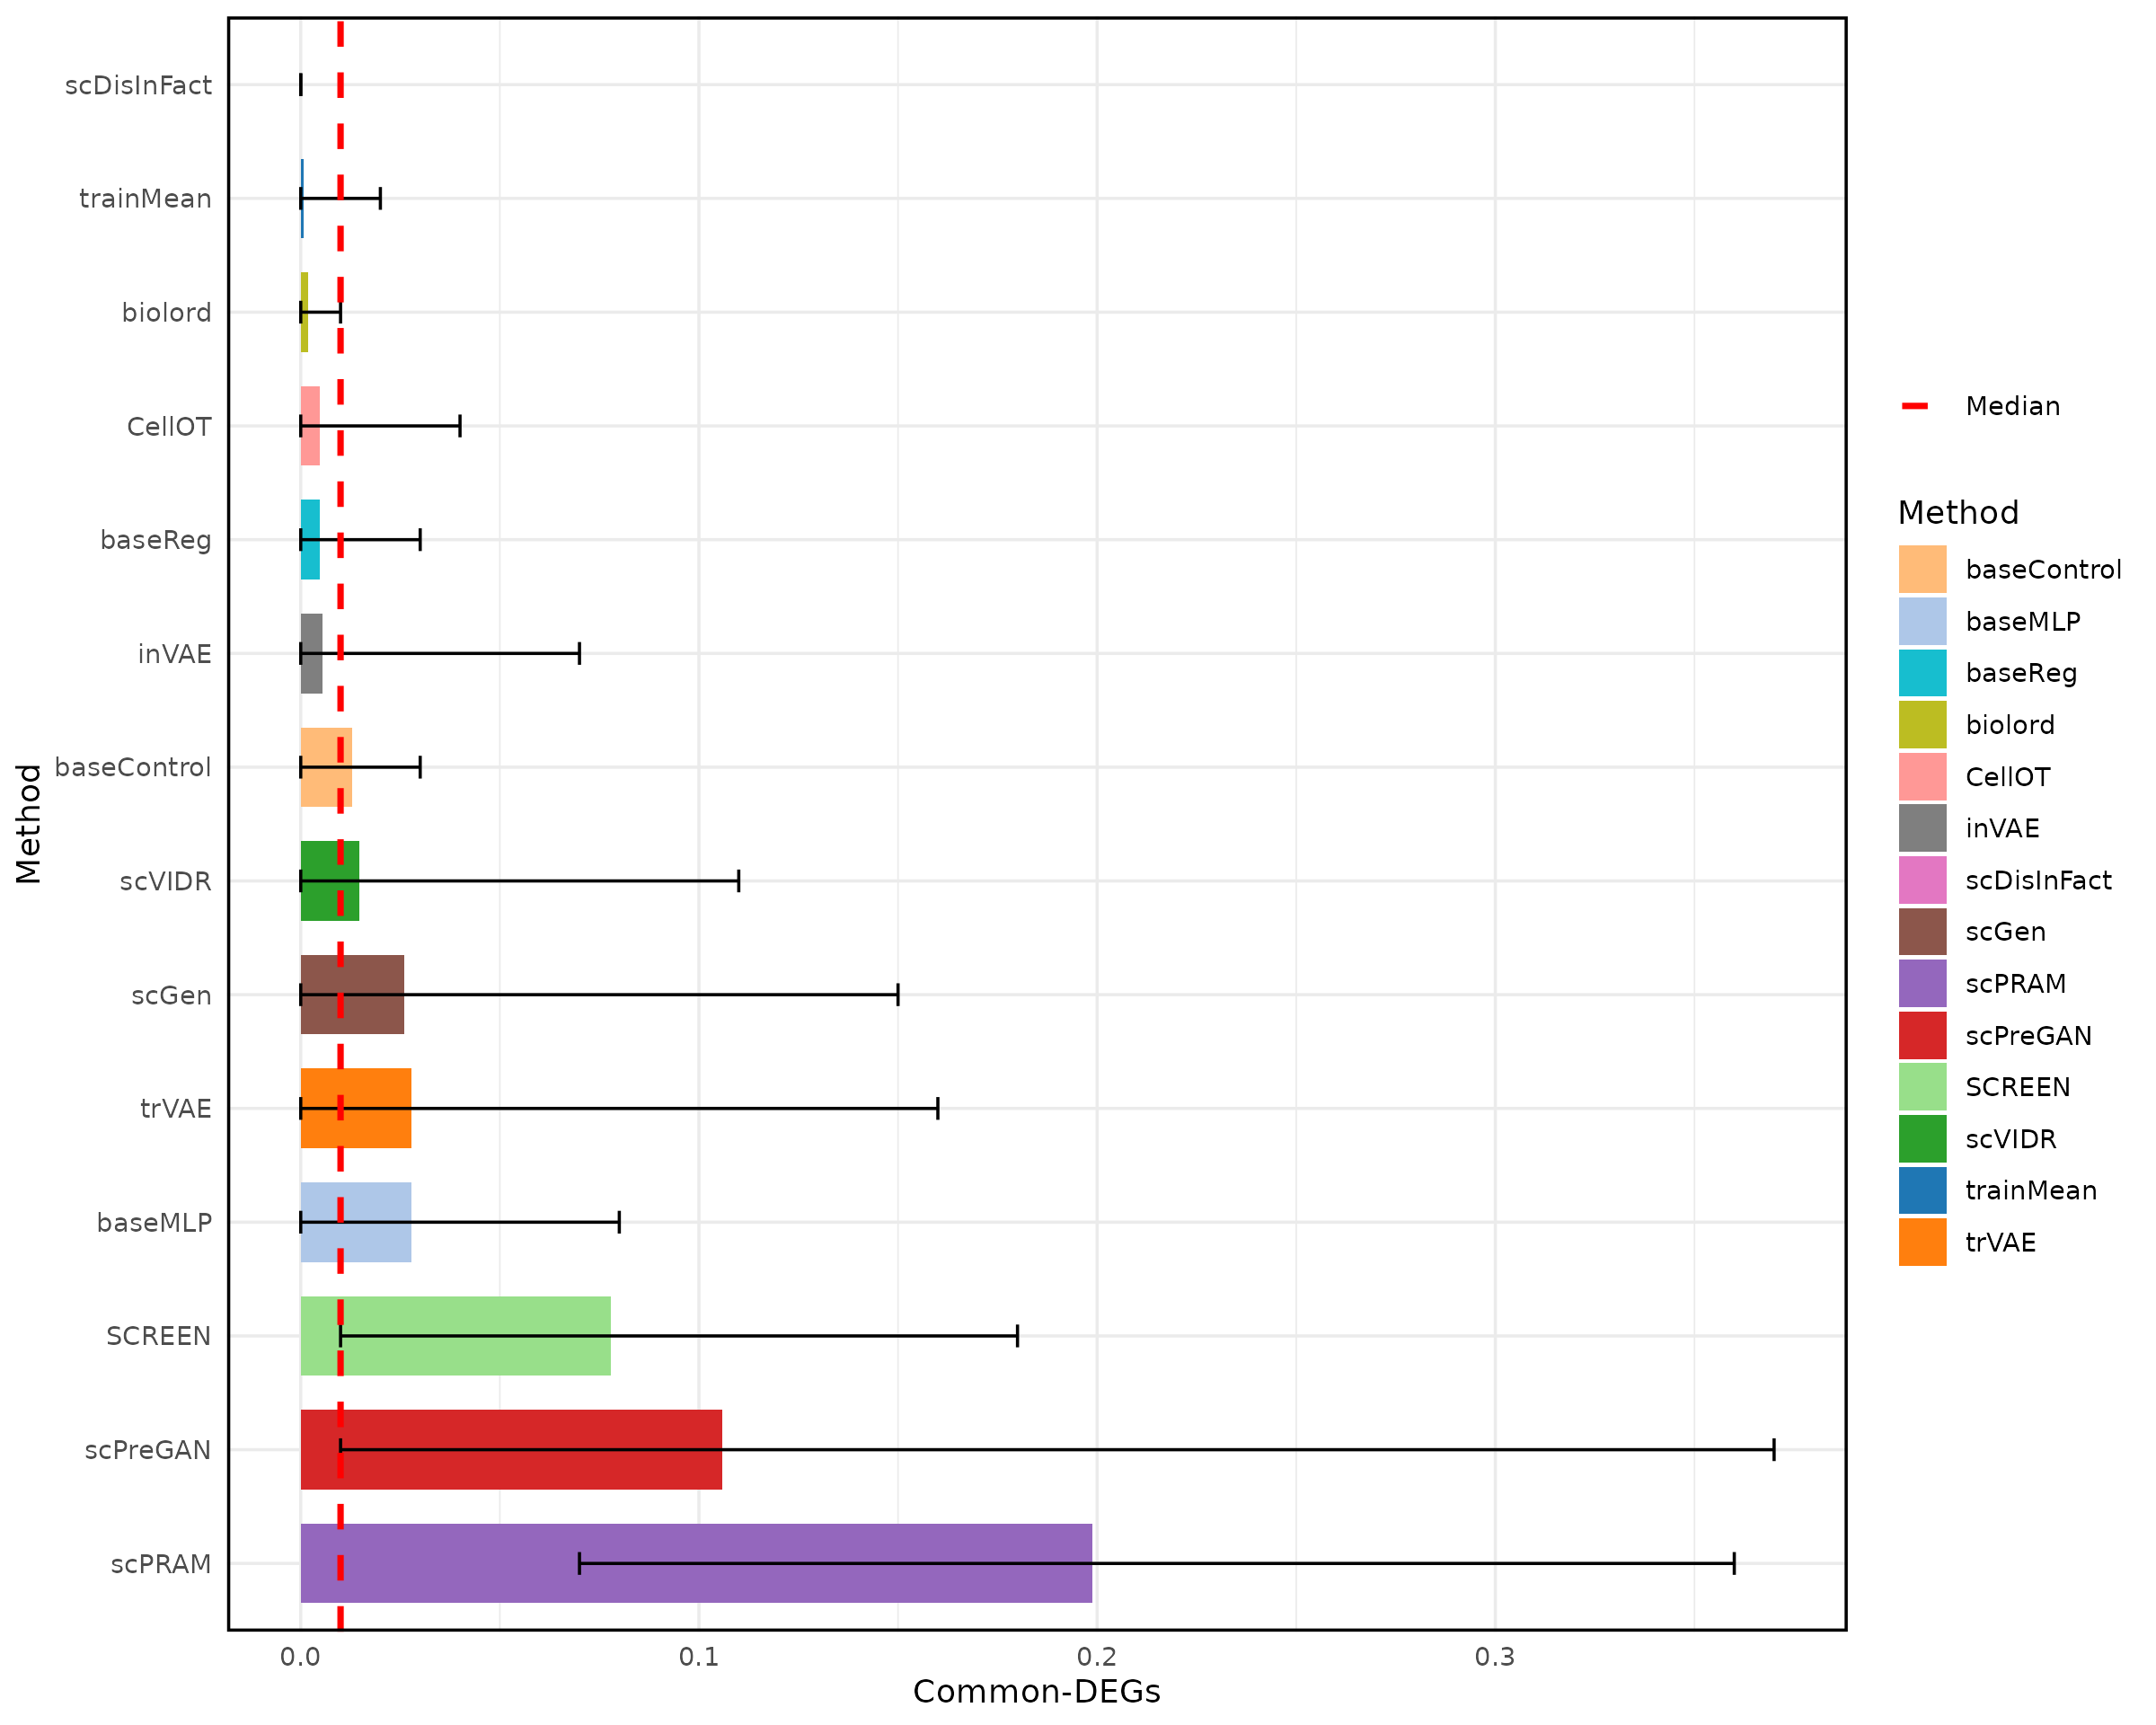 scDisInFact
trainMean
biolord
CellOT
baseReg
inVAE
baseControl
scVIDR
scGen
trVAE
baseMLP
SCREEN
scPreGAN
scPRAM
Method
0.0
0.1
0.2
0.3
Common-DEGs
Median
Method
baseControl
baseMLP
baseReg
biolord
CellOT
inVAE
scDisInFact
scGen
scPRAM
scPreGAN
SCREEN
scVIDR
trainMean
trVAE